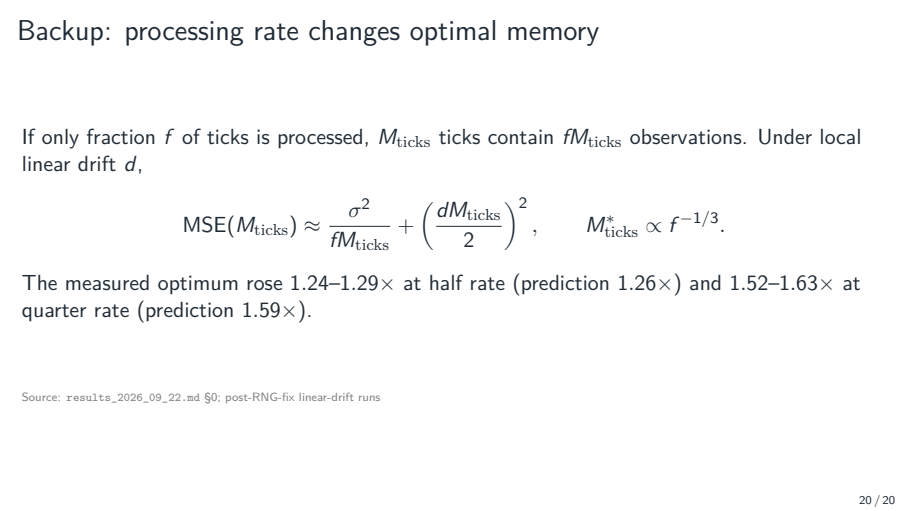 Backup: processing rate changes optimal memory
If only fraction f of ticks is processed, M_ticks ticks contain fM_ticks observations. Under local
linear drift d,
MSE(M_ticks) ≈ σ²/(fM_ticks) + (dM_ticks/2)², M*_ticks ∝ f^{−1/3}.
The measured optimum rose 1.24–1.29× at half rate (prediction 1.26×) and 1.52–1.63× at
quarter rate (prediction 1.59×).
Source: results_2026_09_22.md §0; post-RNG-fix linear-drift runs
20 / 20